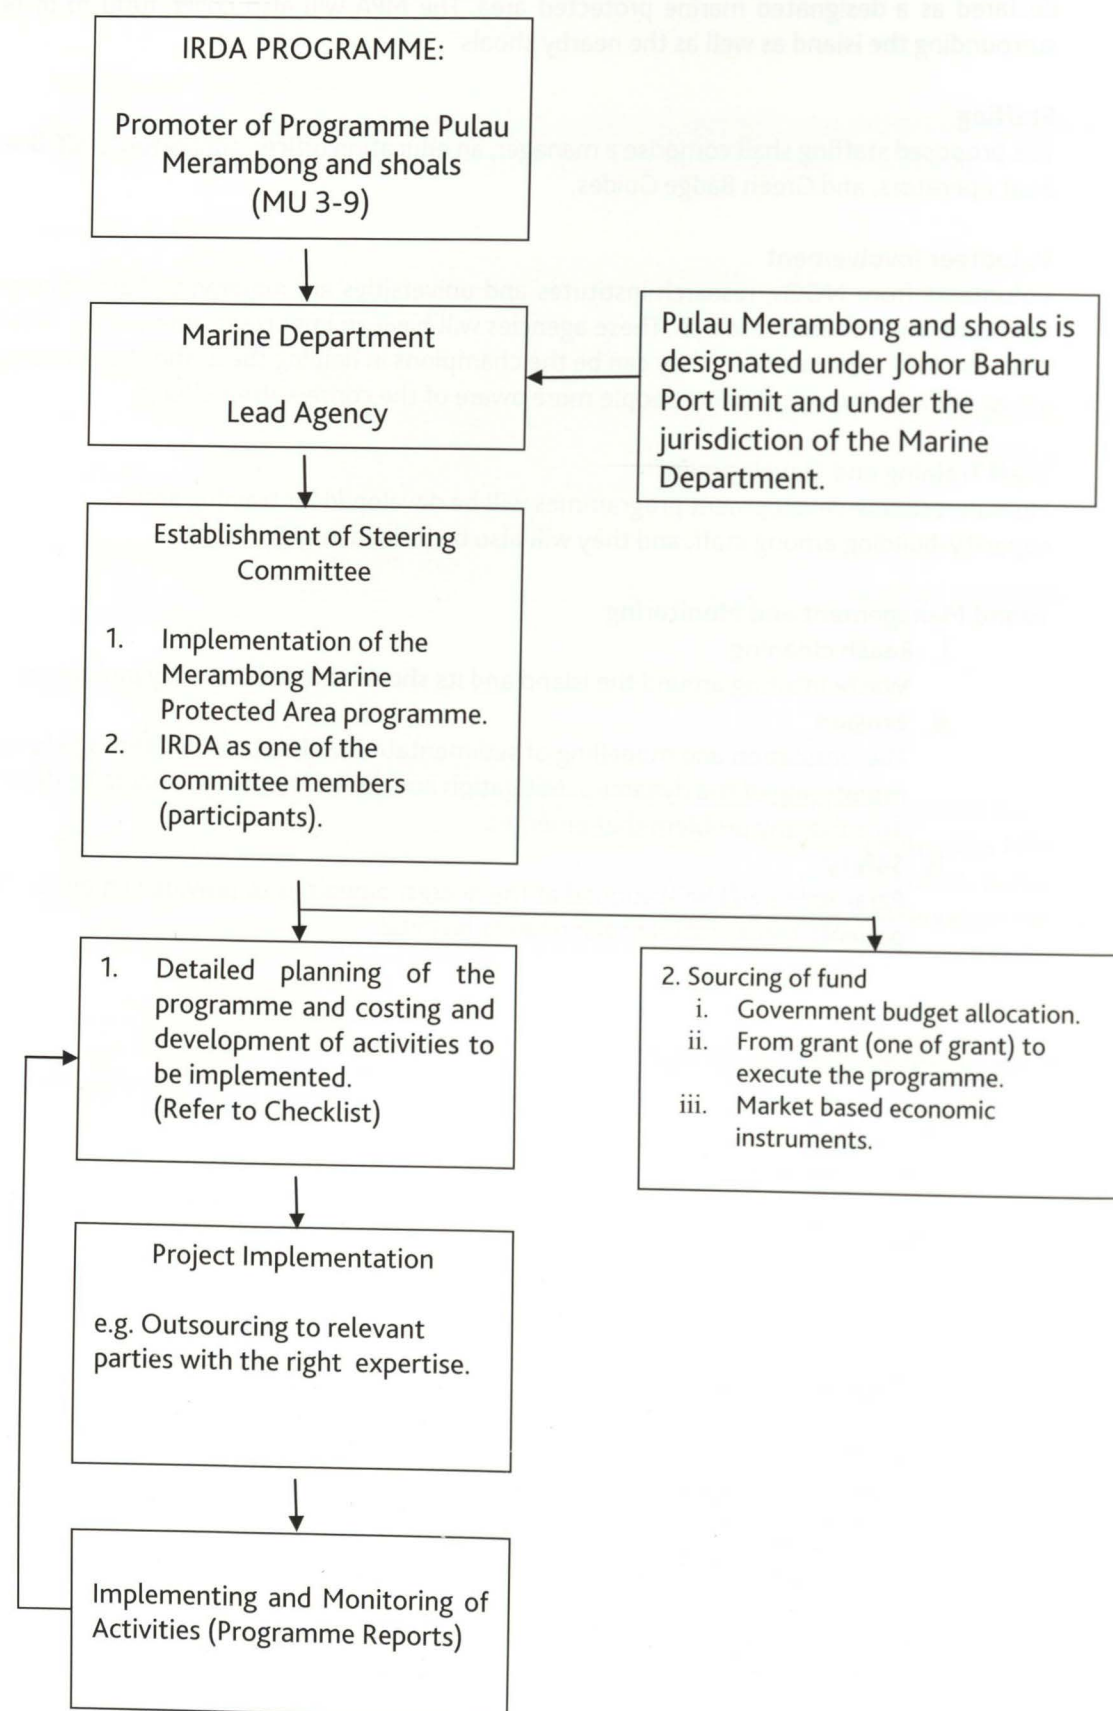 IRDA PROGRAMME:
Promoter of Programme Pulau
Merambong and shoals
(MU 3-9)
Marine Department
Lead Agency
Pulau Merambong and shoals is
designated under Johor Bahru
Port limit and under the
jurisdiction of the Marine
Department.
Establishment of Steering
Committee
1. Implementation of the
Merambong Marine
Protected Area programme.
2. IRDA as one of the
committee members
(participants).
1. Detailed planning of the
programme and costing and
development of activities to
be implemented.
(Refer to Checklist)
2. Sourcing of fund
i. Government budget allocation.
ii. From grant (one of grant) to
execute the programme.
iii. Market based economic
instruments.
Project Implementation
e.g. Outsourcing to relevant
parties with the right expertise.
Implementing and Monitoring of
Activities (Programme Reports)